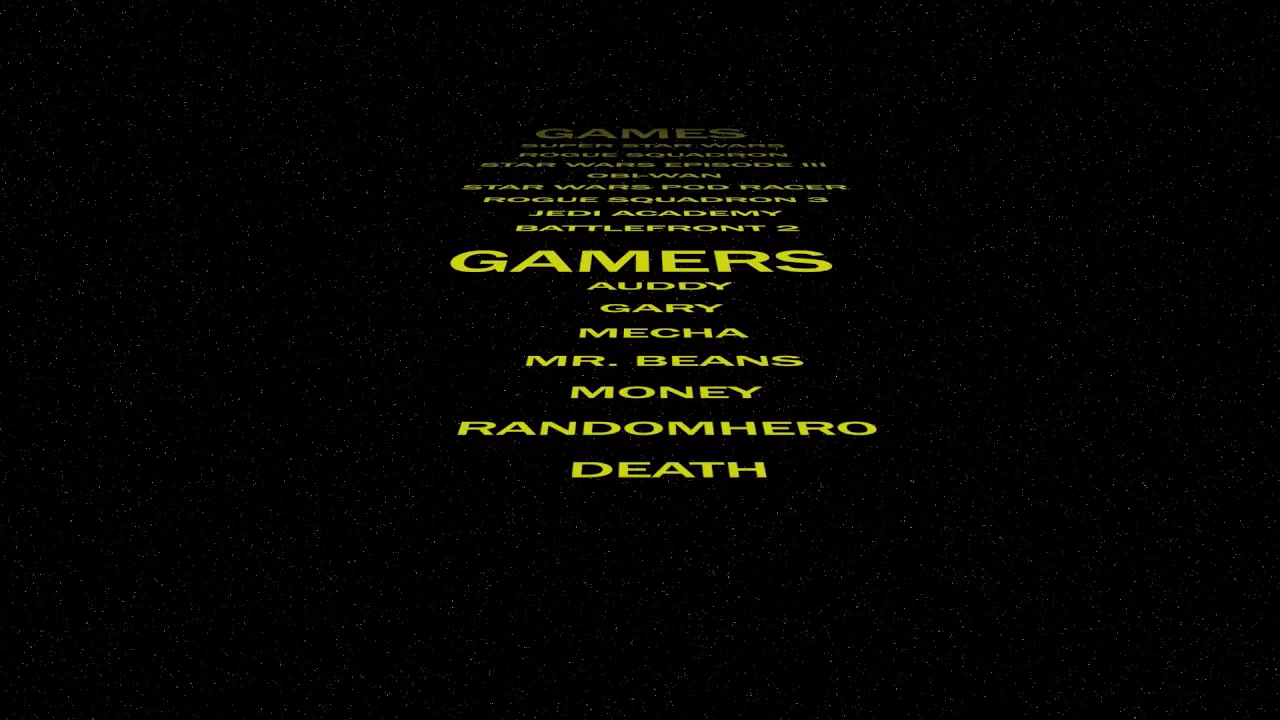 GAMES
SUPER STAR WARS
ROGUE SQUADRON
STAR WARS EPISODE III
OBI-WAN
STAR WARS POD RACER
ROGUE SQUADRON 3
JEDI ACADEMY
BATTLEFRONT 2
GAMERS
AUDDY
GARY
MECHA
MR. BEANS
MONEY
RANDOMHERO
DEATH